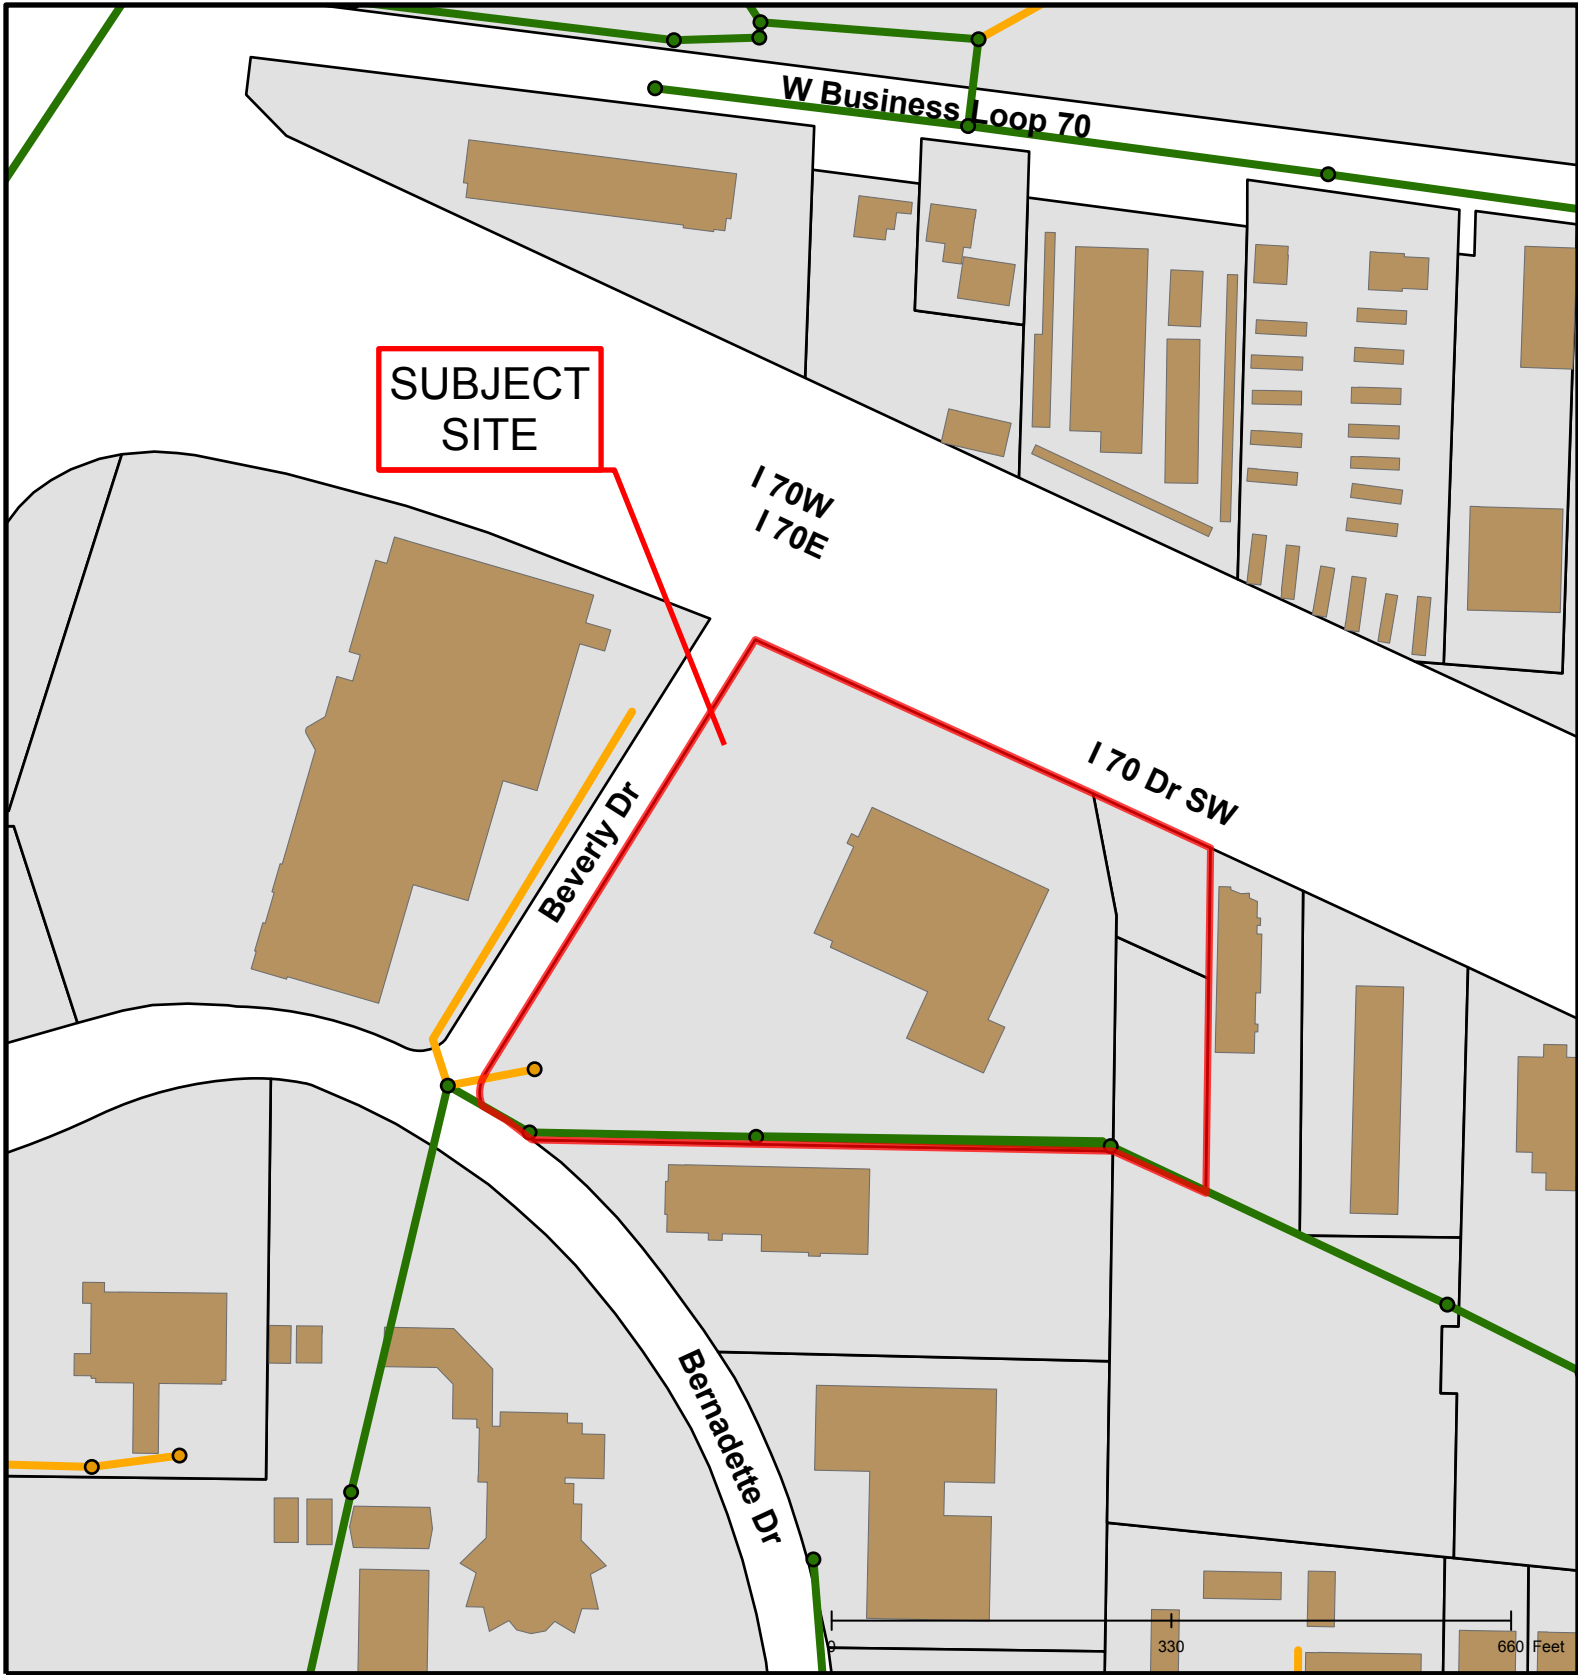 W Business Loop 70
SUBJECT
SITE
I 70W
I 70E
I 70 Dr SW
Beverly Dr
Bernadette Dr
0 330 660 Feet